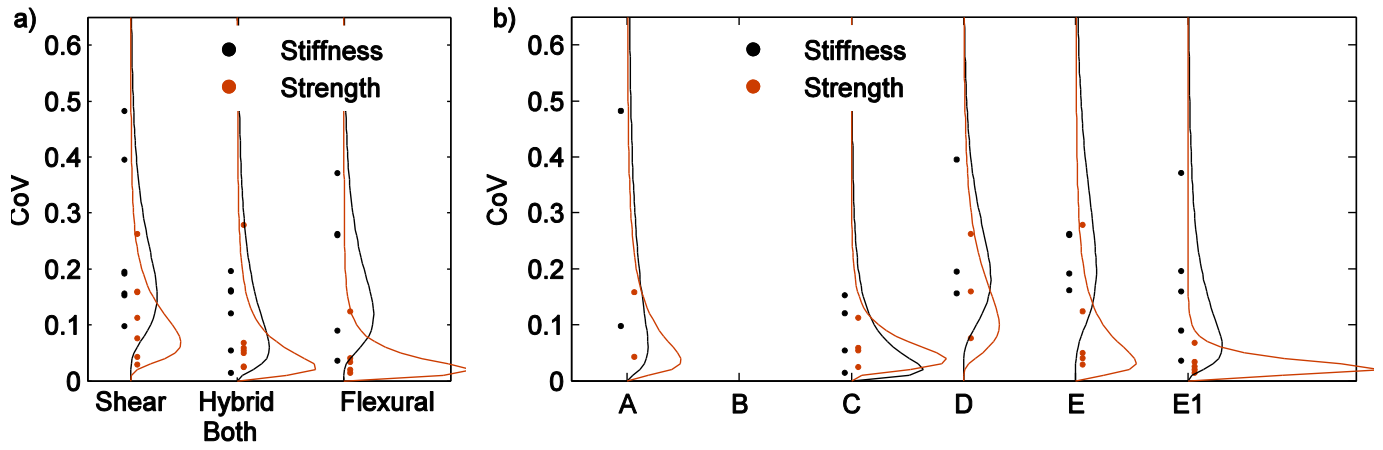 a)
Stiffness
Strength
CoV
0.6
0.5
0.4
0.3
0.2
0.1
0
Shear Hybrid Flexural
Both
b)
Stiffness
Strength
CoV
0.6
0.5
0.4
0.3
0.2
0.1
0
A B C D E E1